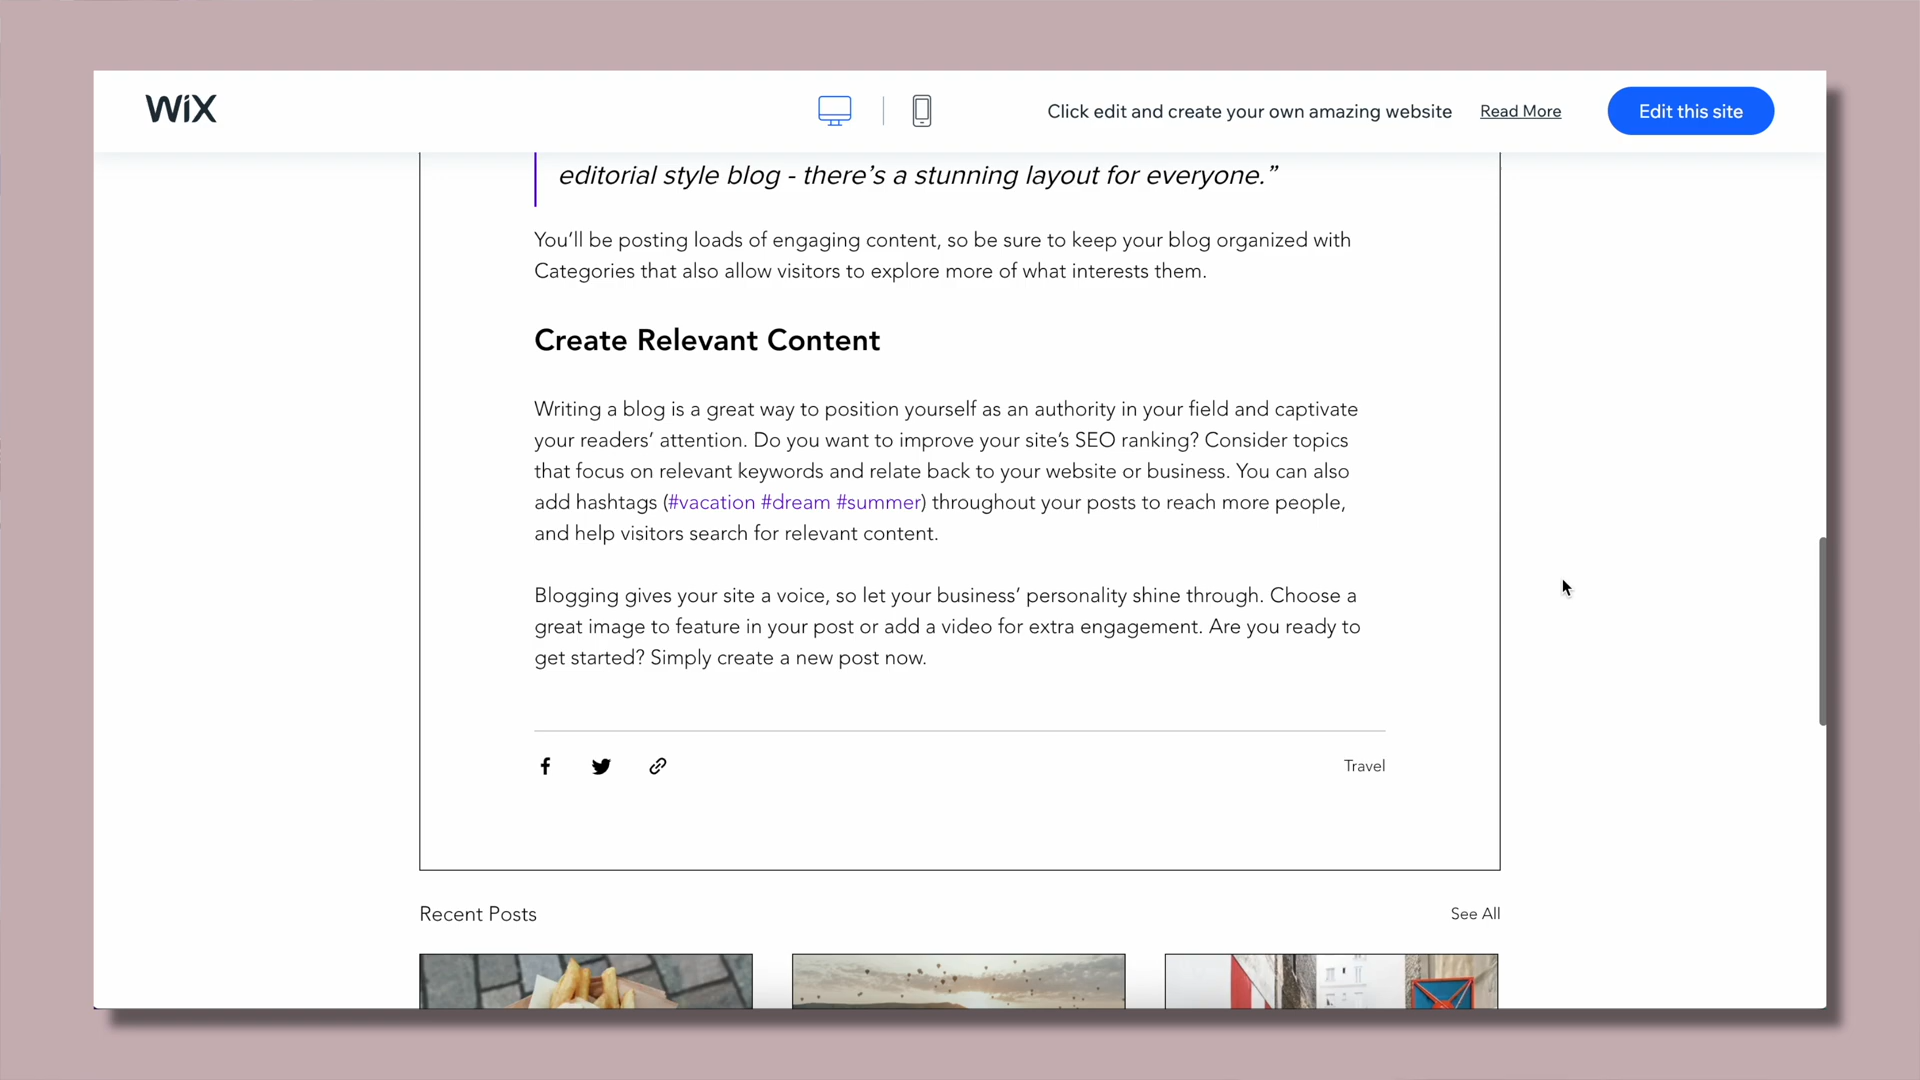 WiX
Click edit and create your own amazing website
Read More
Edit this site
editorial style blog - there’s a stunning layout for everyone.”
You’ll be posting loads of engaging content, so be sure to keep your blog organized with
Categories that also allow visitors to explore more of what interests them.
Create Relevant Content
Writing a blog is a great way to position yourself as an authority in your field and captivate
your readers’ attention. Do you want to improve your site’s SEO ranking? Consider topics
that focus on relevant keywords and relate back to your website or business. You can also
add hashtags (#vacation #dream #summer) throughout your posts to reach more people,
and help visitors search for relevant content.
Blogging gives your site a voice, so let your business’ personality shine through. Choose a
great image to feature in your post or add a video for extra engagement. Are you ready to
get started? Simply create a new post now.
Travel
Recent Posts
See All